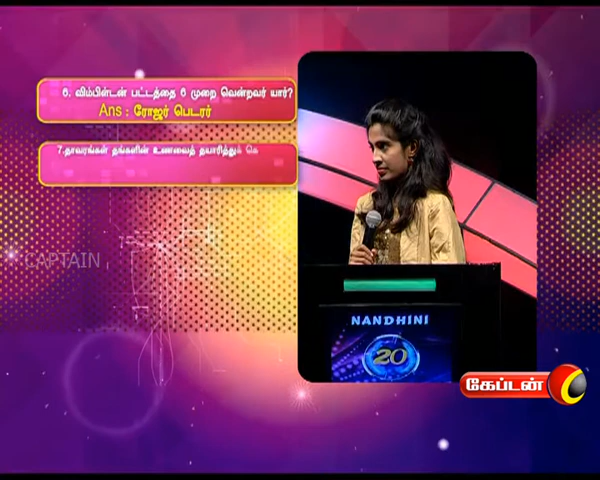 6. விம்பிள்டன் பட்டத்தை 6 முறை வென்றவர் யார்?
Ans : ரோஜர் பெடரர்
7.தாவரங்கள் தங்களின் உணவைத் தயாரித்துக் கெ
CAPTAIN
NANDHINI
20
கேப்டன்